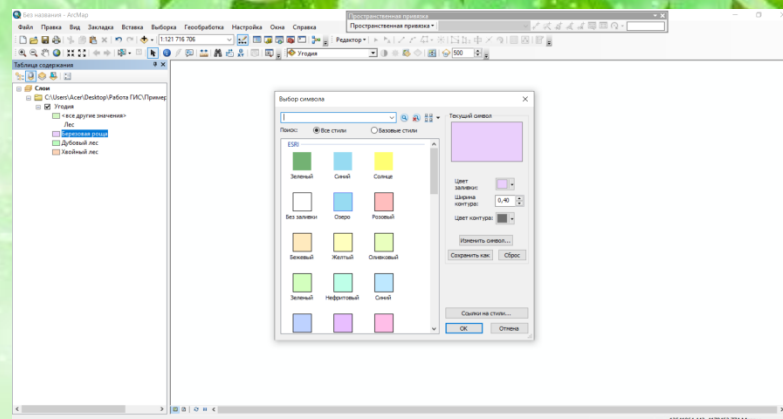 без названия - ArcMap
Пространственная привязка
Файл Правка Вид Закладка Вставка Выборка Геообработка Настройка Окна Справка
Пространственная привязка
1:121 716 706
Редактор
Угодия
500
Таблица содержания
Слои
C:\Users\Acer\Desktop\Работа ГИС\Пример
Угодия
<все другие значения>
Лес
Березовая роща
Дубовый лес
Хвойный лес
Выбор символа
Поиск: Все стили Базовые стили
ESRI
Зеленый Синий Солнце
Без заливки Озеро Розовый
Бежевый Желтый Оливковый
Зеленый Нефритовый Синий
Текущий символ
Цвет заливки:
Ширина контура: 0,40
Цвет контура:
Изменить символ...
Сохранить как Сброс
Ссылки на стили...
OK Отмена